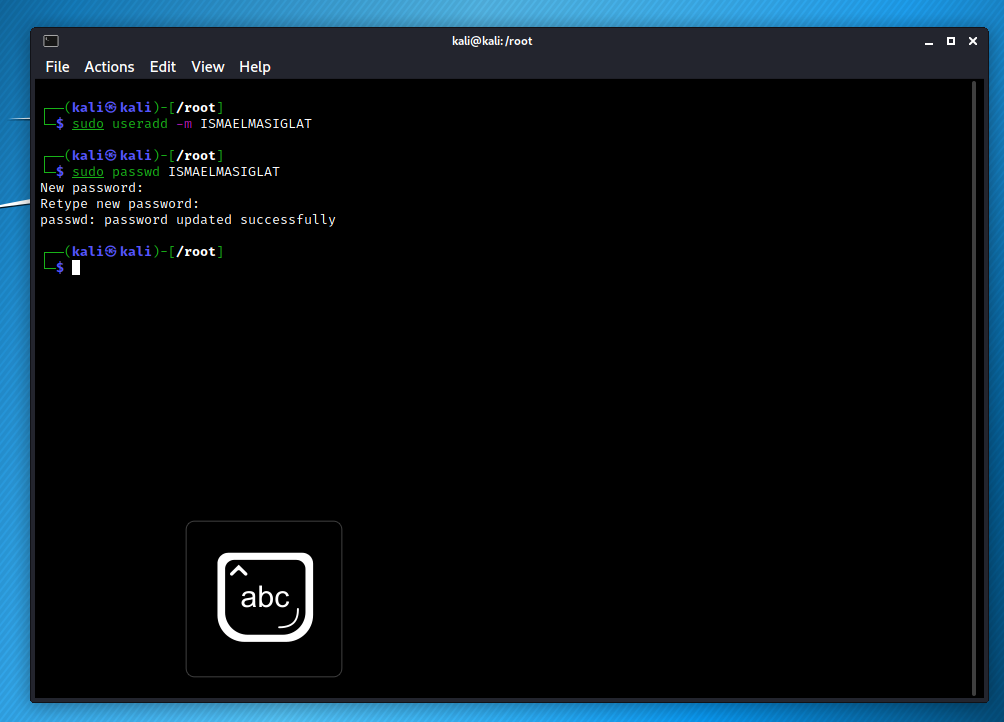 kali@kali: /root
File Actions Edit View Help
┌──(kali㉿kali)-[/root]
└─$ sudo useradd -m ISMAELMASIGLAT
┌──(kali㉿kali)-[/root]
└─$ sudo passwd ISMAELMASIGLAT
New password:
Retype new password:
passwd: password updated successfully
┌──(kali㉿kali)-[/root]
└─$
abc